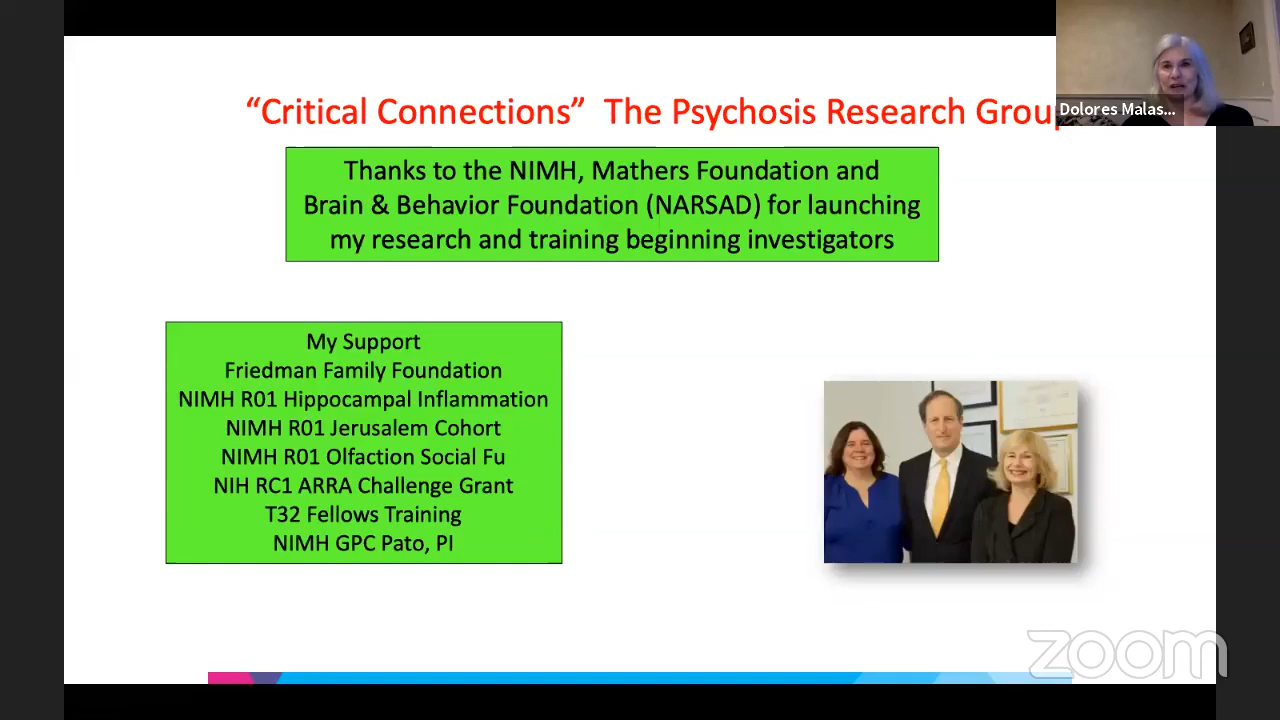 “Critical Connections” The Psychosis Research Group
Dolores Malas...
Thanks to the NIMH, Mathers Foundation and
Brain & Behavior Foundation (NARSAD) for launching
my research and training beginning investigators
My Support
Friedman Family Foundation
NIMH R01 Hippocampal Inflammation
NIMH R01 Jerusalem Cohort
NIMH R01 Olfaction Social Fu
NIH RC1 ARRA Challenge Grant
T32 Fellows Training
NIMH GPC Pato, PI
zoom